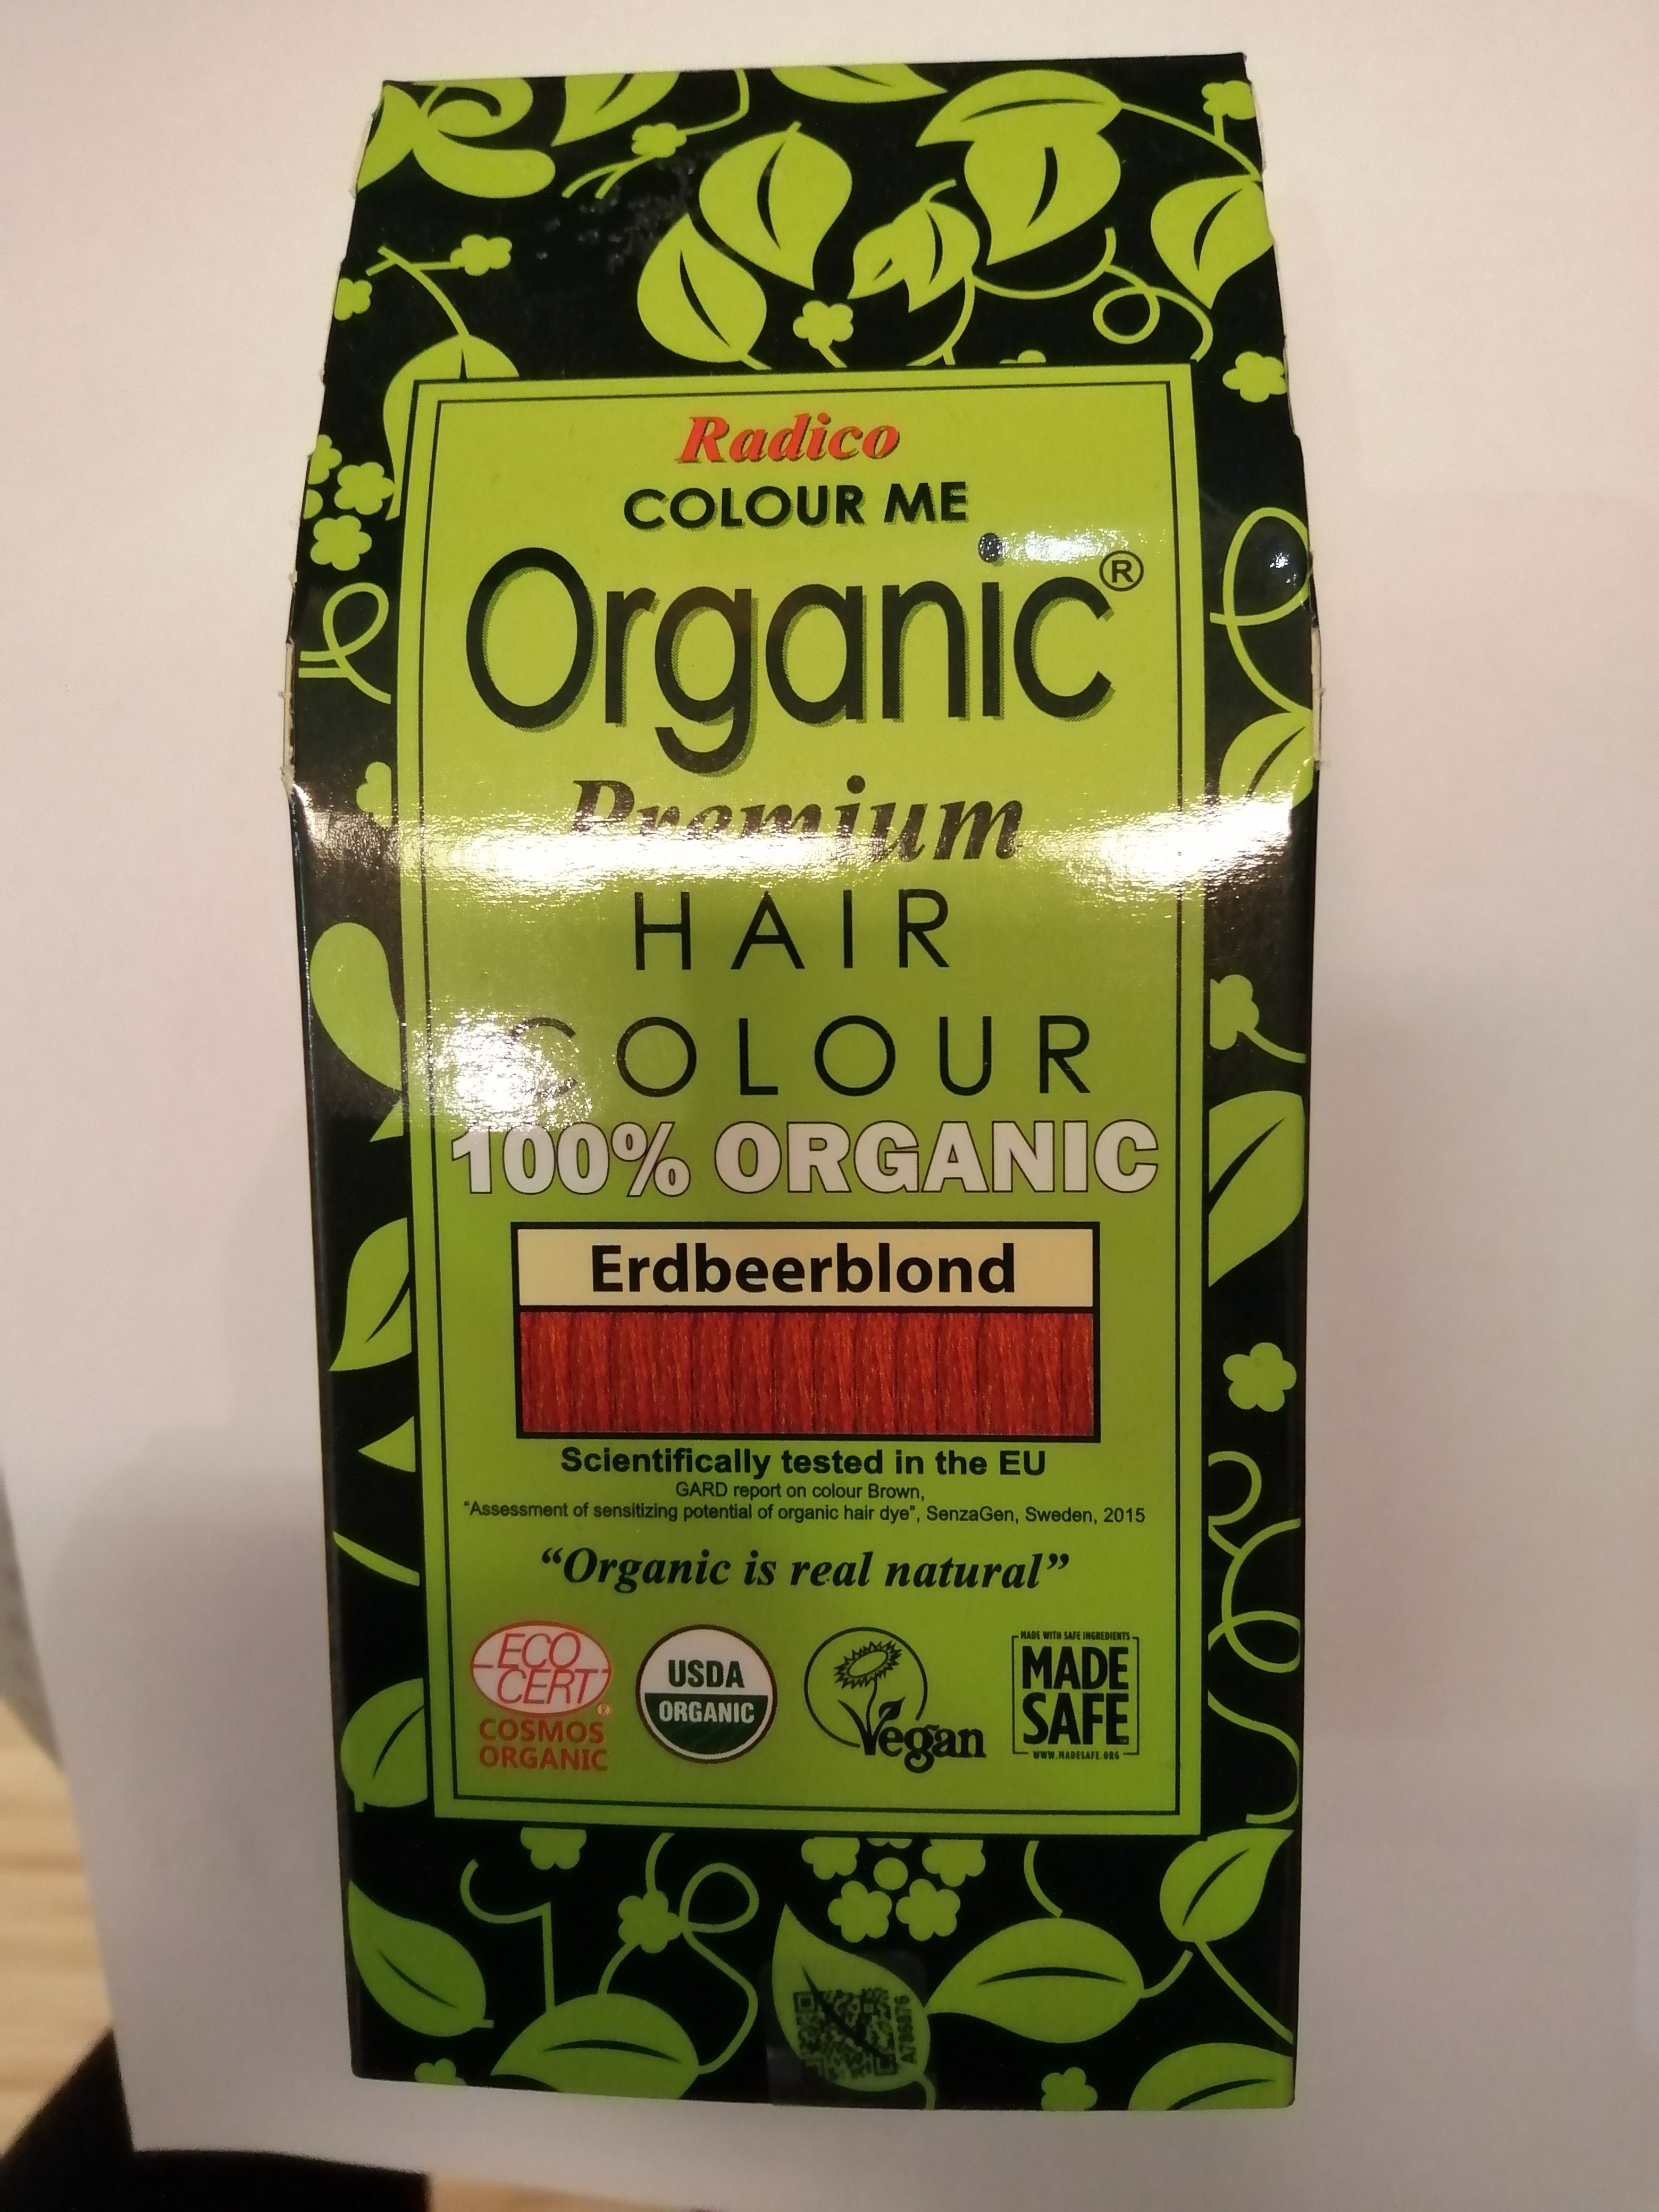 Radico
COLOUR ME
Organic®
Premium
HAIR
COLOUR
100% ORGANIC
Erdbeerblond
Scientifically tested in the EU
GARD report on colour Brown,
"Assessment of sensitizing potential of organic hair dye", SenzaGen, Sweden, 2015
"Organic is real natural"
ECO
CERT®
COSMOS
ORGANIC
USDA
ORGANIC
Vegan
MADE WITH SAFE INGREDIENTS
MADE
SAFE
WWW.MADESAFE.ORG
A786876